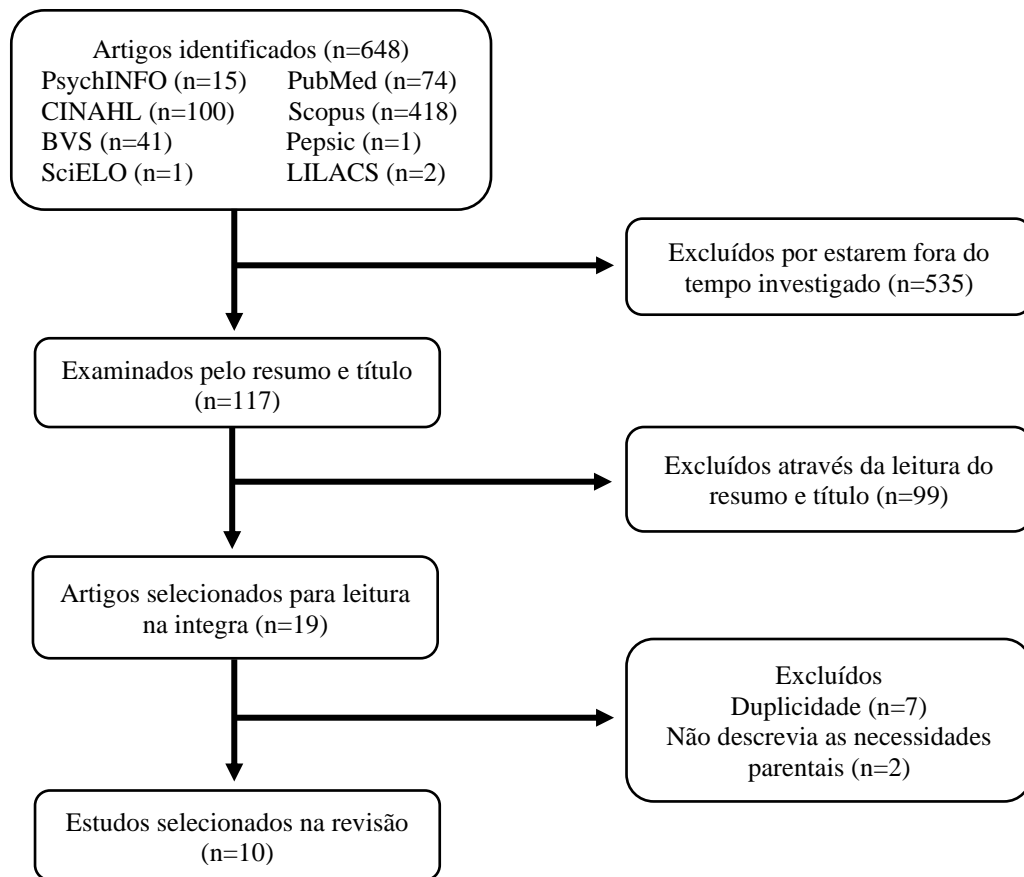 Artigos identificados (n=648)
PsychINFO (n=15) PubMed (n=74)
CINAHL (n=100) Scopus (n=418)
BVS (n=41) Pepsic (n=1)
SciELO (n=1) LILACS (n=2)
Excluídos por estarem fora do
tempo investigado (n=535)
Examinados pelo resumo e título
(n=117)
Excluídos através da leitura do
resumo e título (n=99)
Artigos selecionados para leitura
na integra (n=19)
Excluídos
Duplicidade (n=7)
Não descrevia as necessidades
parentais (n=2)
Estudos selecionados na revisão
(n=10)